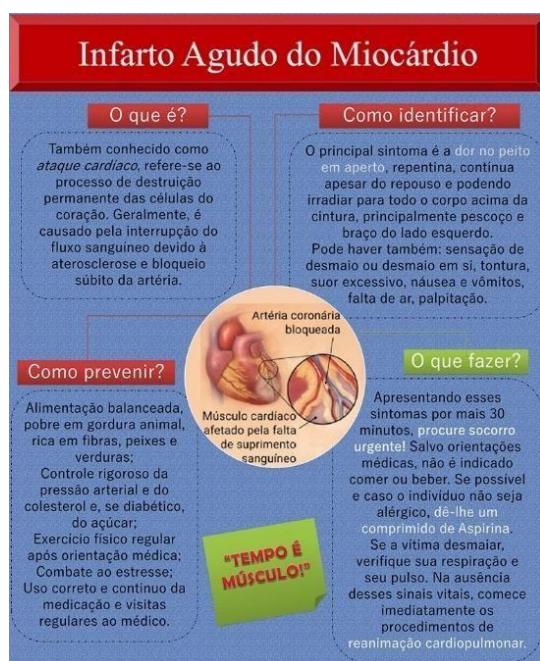 Infarto Agudo do Miocárdio
O que é?
Também conhecido como
ataque cardíaco, refere-se ao
processo de destruição
permanente das células do
coração. Geralmente, é
causado pela interrupção do
fluxo sanguíneo devido à
aterosclerose e bloqueio
súbito da artéria.
Como identificar?
O principal sintoma é a dor no peito
em aperto, repentina, contínua
apesar do repouso e podendo
irradiar para todo o corpo acima da
cintura, principalmente pescoço e
braço do lado esquerdo.
Pode haver também: sensação de
desmaio ou desmaio em si, tontura,
suor excessivo, náusea e vômitos,
falta de ar, palpitação.
Artéria coronária
bloqueada
Músculo cardíaco
afetado pela falta
de suprimento
sanguíneo
Como prevenir?
Alimentação balanceada,
pobre em gordura animal,
rica em fibras, peixes e
verduras;
Controle rigoroso da
pressão arterial e do
colesterol e, se diabético,
do açúcar;
Exercício físico regular
após orientação médica;
Combate ao estresse;
Uso correto e contínuo da
medicação e visitas
regulares ao médico.
"TEMPO É
MÚSCULO!"
O que fazer?
Apresentando esses
sintomas por mais 30
minutos, procure socorro
urgente! Salvo orientações
médicas, não é indicado
comer ou beber. Se possível
e caso o indivíduo não seja
alérgico, dê-lhe um
comprimido de Aspirina.
Se a vítima desmaiar,
verifique sua respiração e
seu pulso. Na ausência
desses sinais vitais, comece
imediatamente os
procedimentos de
reanimação cardiopulmonar.